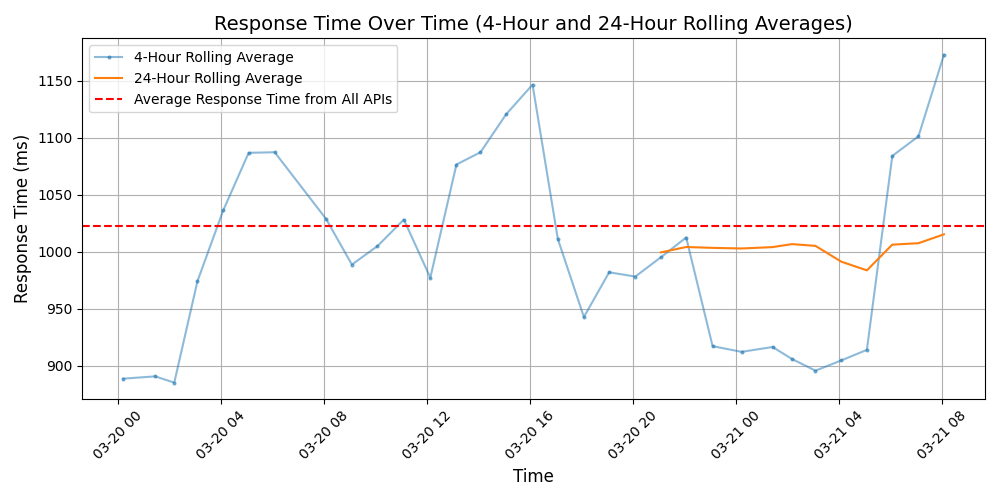 Response Time Over Time (4-Hour and 24-Hour Rolling Averages)
4-Hour Rolling Average
24-Hour Rolling Average
Average Response Time from All APIs
Response Time (ms)
1150
1100
1050
1000
950
900
03-20 00
03-20 04
03-20 08
03-20 12
03-20 16
03-20 20
03-21 00
03-21 04
03-21 08
Time